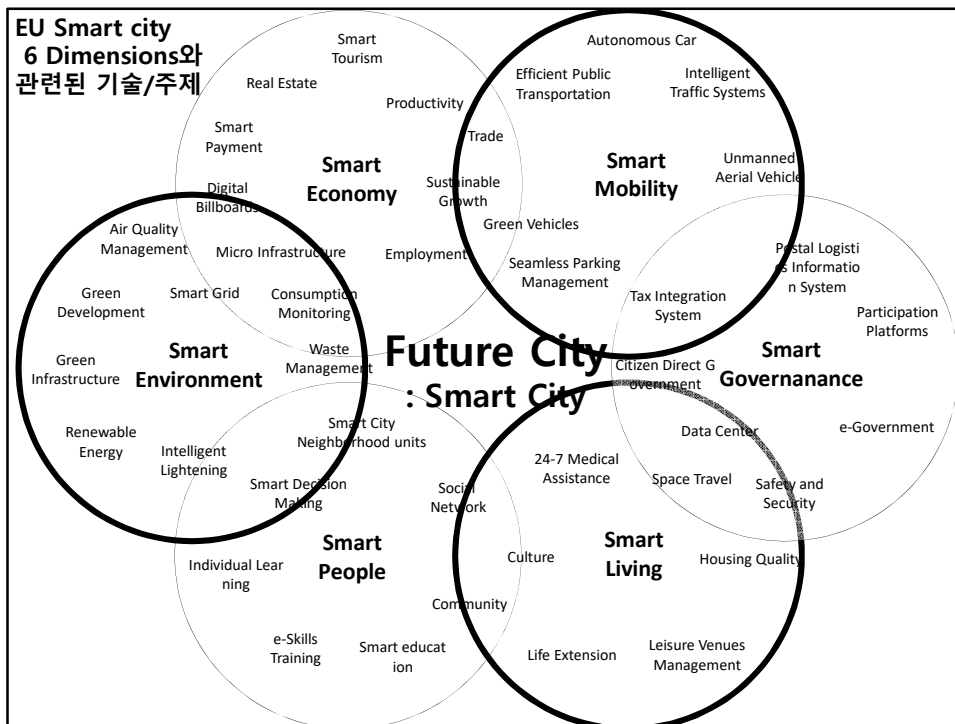 EU Smart city
6 Dimensions와
관련된 기술/주제
Smart
Tourism
Real Estate
Productivity
Smart
Payment
Trade
Smart
Economy
Sustainable
Growth
Digital
Billboards
Employment
Micro Infrastructure
Autonomous Car
Efficient Public
Transportation
Intelligent
Traffic Systems
Smart
Mobility
Unmanned
Aerial Vehicle
Green Vehicles
Seamless Parking
Management
Tax Integration
System
Postal Logisti
cs Informatio
n System
Participation
Platforms
Smart
Governanance
Citizen Direct G
overnment
e-Government
Data Center
Space Travel
Safety and
Security
Air Quality
Management
Green
Development
Smart Grid
Consumption
Monitoring
Smart
Environment
Waste
Management
Green
Infrastructure
Renewable
Energy
Intelligent
Lightening
Future City
: Smart City
Smart City
Neighborhood units
Smart Decision
Making
Social
Network
Smart
People
Individual Lear
ning
Community
e-Skills
Training
Smart educat
ion
24-7 Medical
Assistance
Culture
Smart
Living
Housing Quality
Life Extension
Leisure Venues
Management